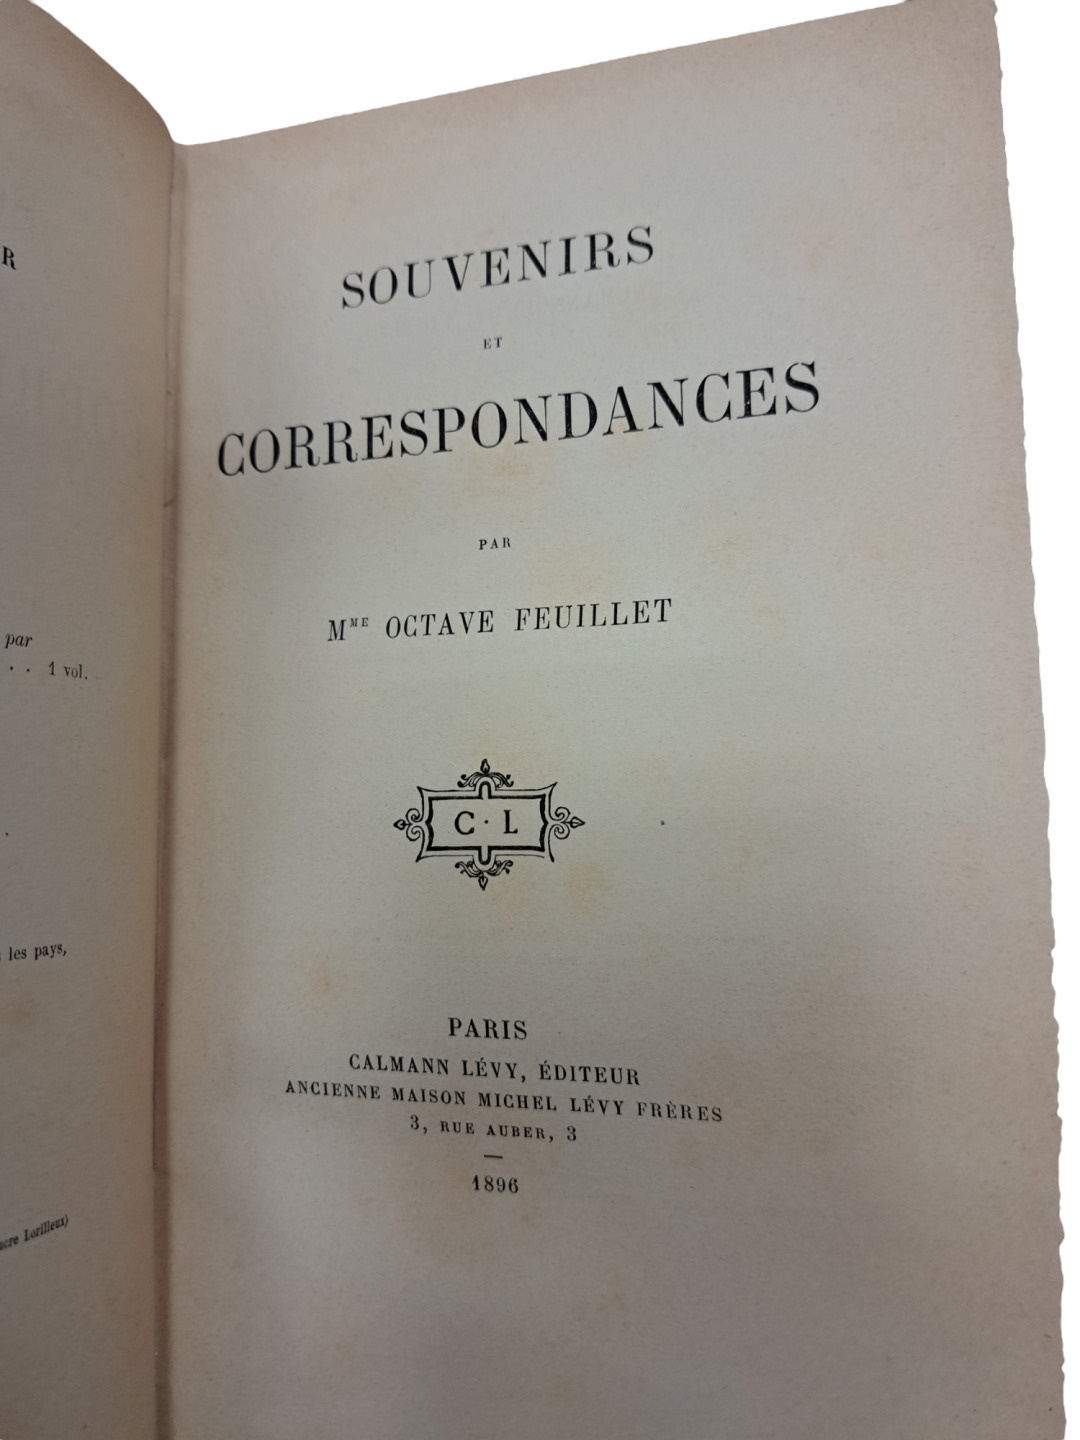 R
par
. . 1 vol.
les pays,
Lorilleux)
SOUVENIRS
ET
CORRESPONDANCES
PAR
Mᴹᴱ OCTAVE FEUILLET
C · L
PARIS
CALMANN LÉVY, ÉDITEUR
ANCIENNE MAISON MICHEL LÉVY FRÈRES
3, RUE AUBER, 3
—
1896